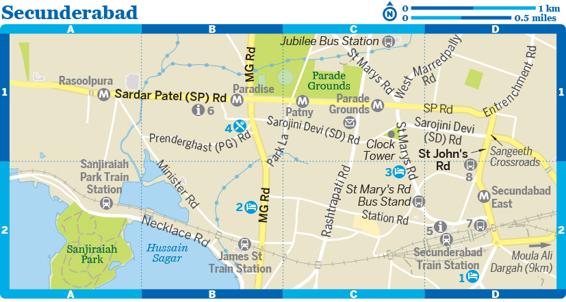 Secunderabad
N
0 1 km
0 0.5 miles
A B C D
1
2
1
2
A B C D
Jubilee Bus Station
MG Rd
St Marys Rd
West Marredpally
Rd
Entrenchment Rd
Rasoolpura
Sardar Patel (SP) Rd
Paradise
Parade
Grounds
Parade
Grounds
SP Rd
6
Patny
4
Prenderghast (PG) Rd
Park La
Sarojini Devi (SD) Rd
Sarojini Devi
(SD) Rd
Clock
Tower
St Marys Rd
St John's
Rd
8
Sangeeth
Crossroads
Sanjiraiah
Park Train
Station
Minister Rd
Rashtrapati Rd
3
St Mary's Rd
Bus Stand
Secundabad
East
2
MG Rd
Station Rd
5
7
Necklace Rd
Sanjiraiah
Park
Hussain
Sagar
James St
Train Station
Secunderabad
Train Station
1
Moula Ali
Dargah (9km)
M
M
M
M
M
i
i